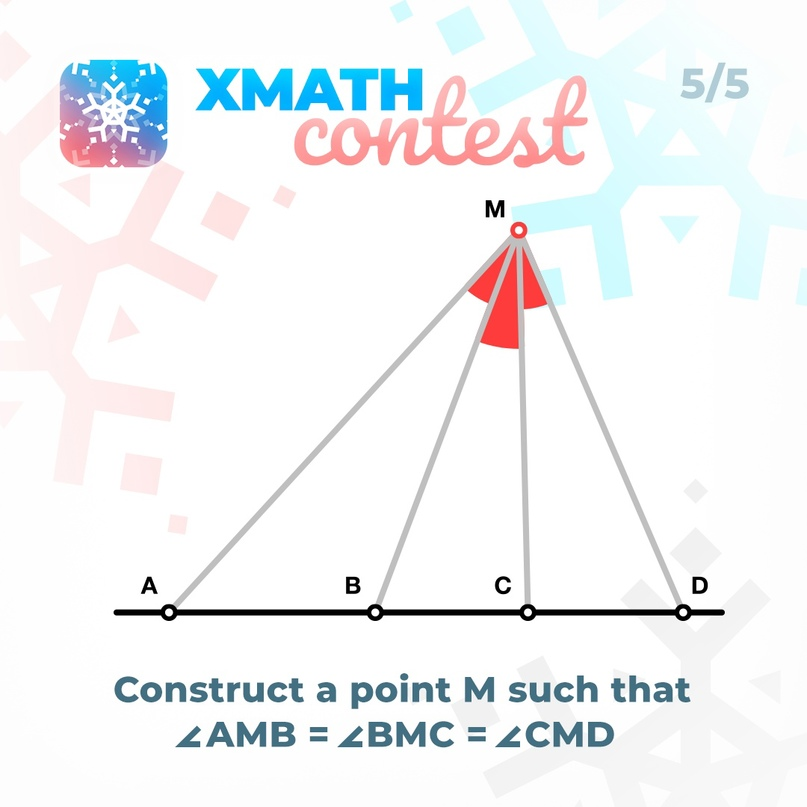 XMATH
contest
5/5
M
A
B
C
D
Construct a point M such that
∠AMB = ∠BMC = ∠CMD